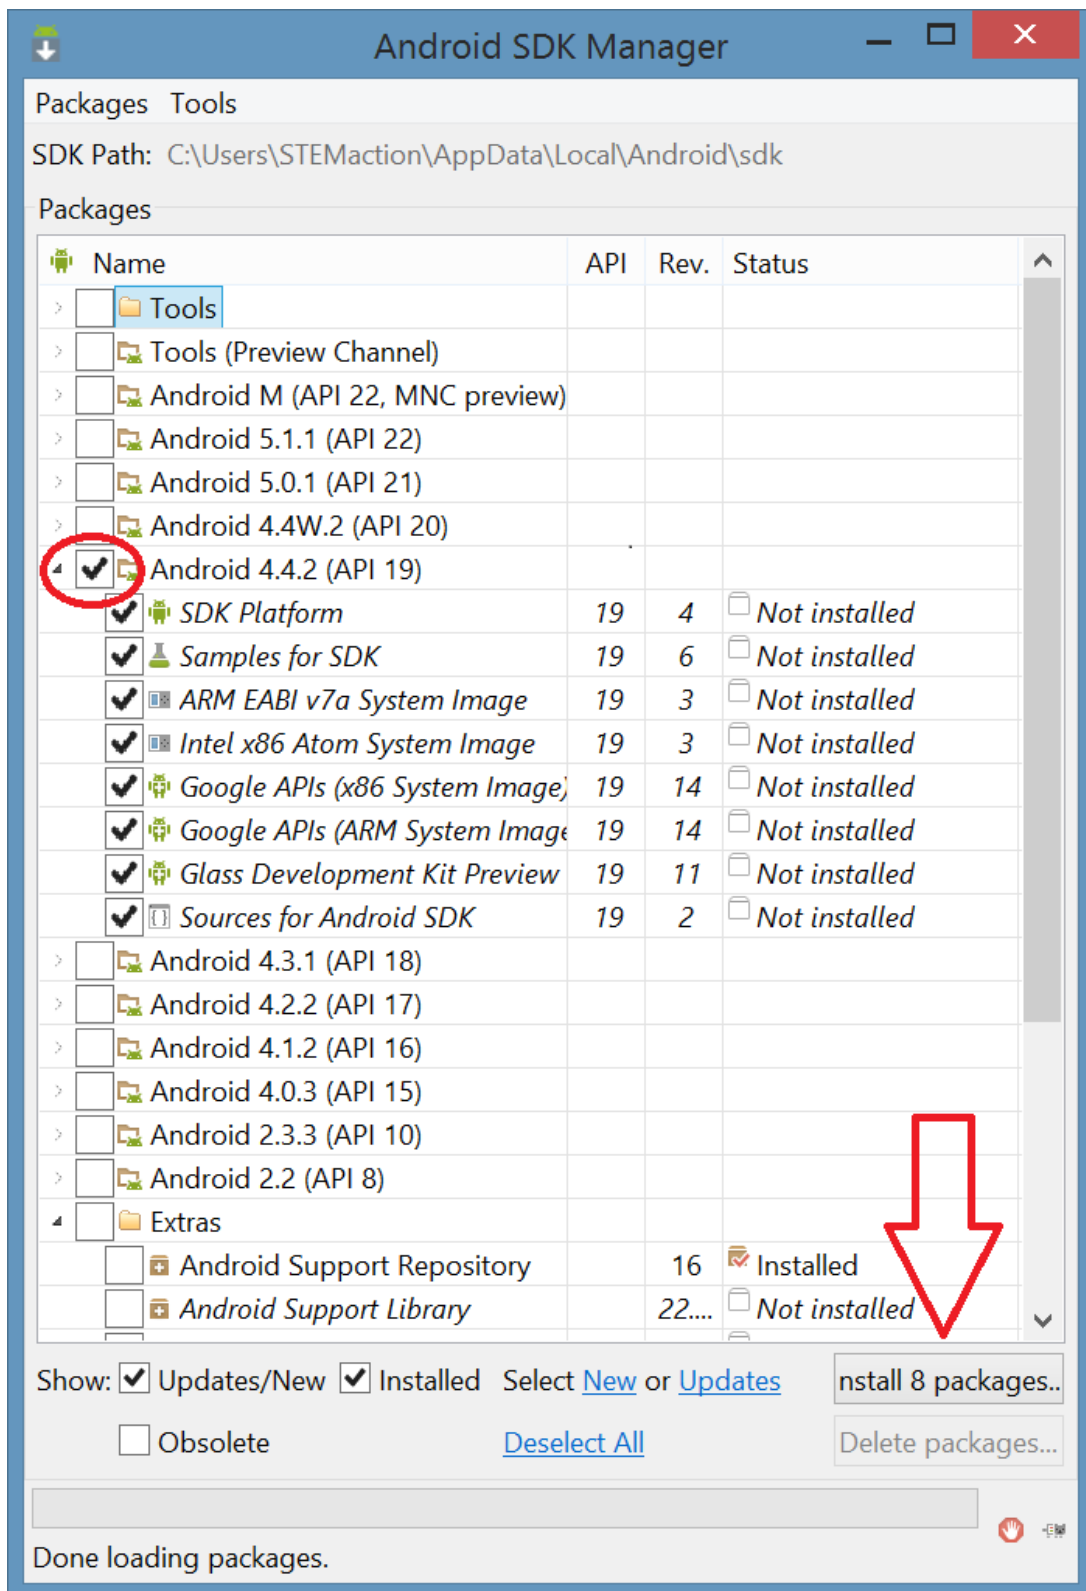 Android SDK Manager
Packages Tools
SDK Path: C:\Users\STEMaction\AppData\Local\Android\sdk
Packages
Name API Rev. Status
Tools
Tools (Preview Channel)
Android M (API 22, MNC preview)
Android 5.1.1 (API 22)
Android 5.0.1 (API 21)
Android 4.4W.2 (API 20)
Android 4.4.2 (API 19)
SDK Platform 19 4 Not installed
Samples for SDK 19 6 Not installed
ARM EABI v7a System Image 19 3 Not installed
Intel x86 Atom System Image 19 3 Not installed
Google APIs (x86 System Image) 19 14 Not installed
Google APIs (ARM System Image 19 14 Not installed
Glass Development Kit Preview 19 11 Not installed
Sources for Android SDK 19 2 Not installed
Android 4.3.1 (API 18)
Android 4.2.2 (API 17)
Android 4.1.2 (API 16)
Android 4.0.3 (API 15)
Android 2.3.3 (API 10)
Android 2.2 (API 8)
Extras
Android Support Repository 16 Installed
Android Support Library 22.... Not installed
Show: Updates/New Installed Select New or Updates nstall 8 packages..
Obsolete Deselect All Delete packages...
Done loading packages.